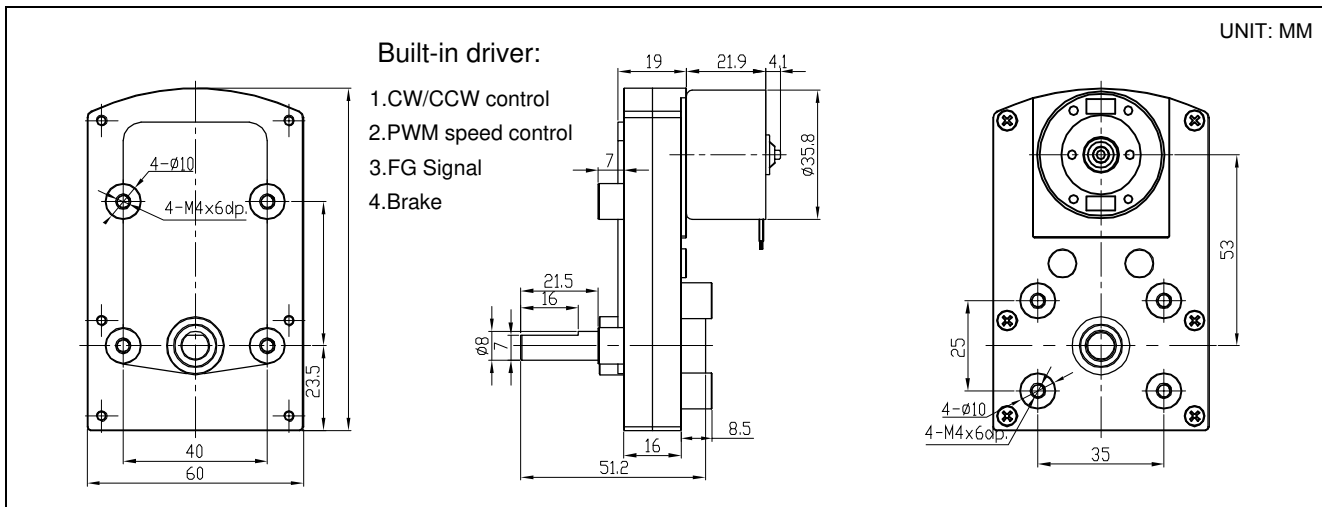 UNIT: MM
Built-in driver:
1.CW/CCW control
2.PWM speed control
3.FG Signal
4.Brake
4-Ø10
4-M4x6dp.
23.5
40
60
19
21.9
4.1
7
Ø35.8
21.5
16
Ø8
7
8.5
16
51.2
53
25
4-Ø10
4-M4x6dp.
35